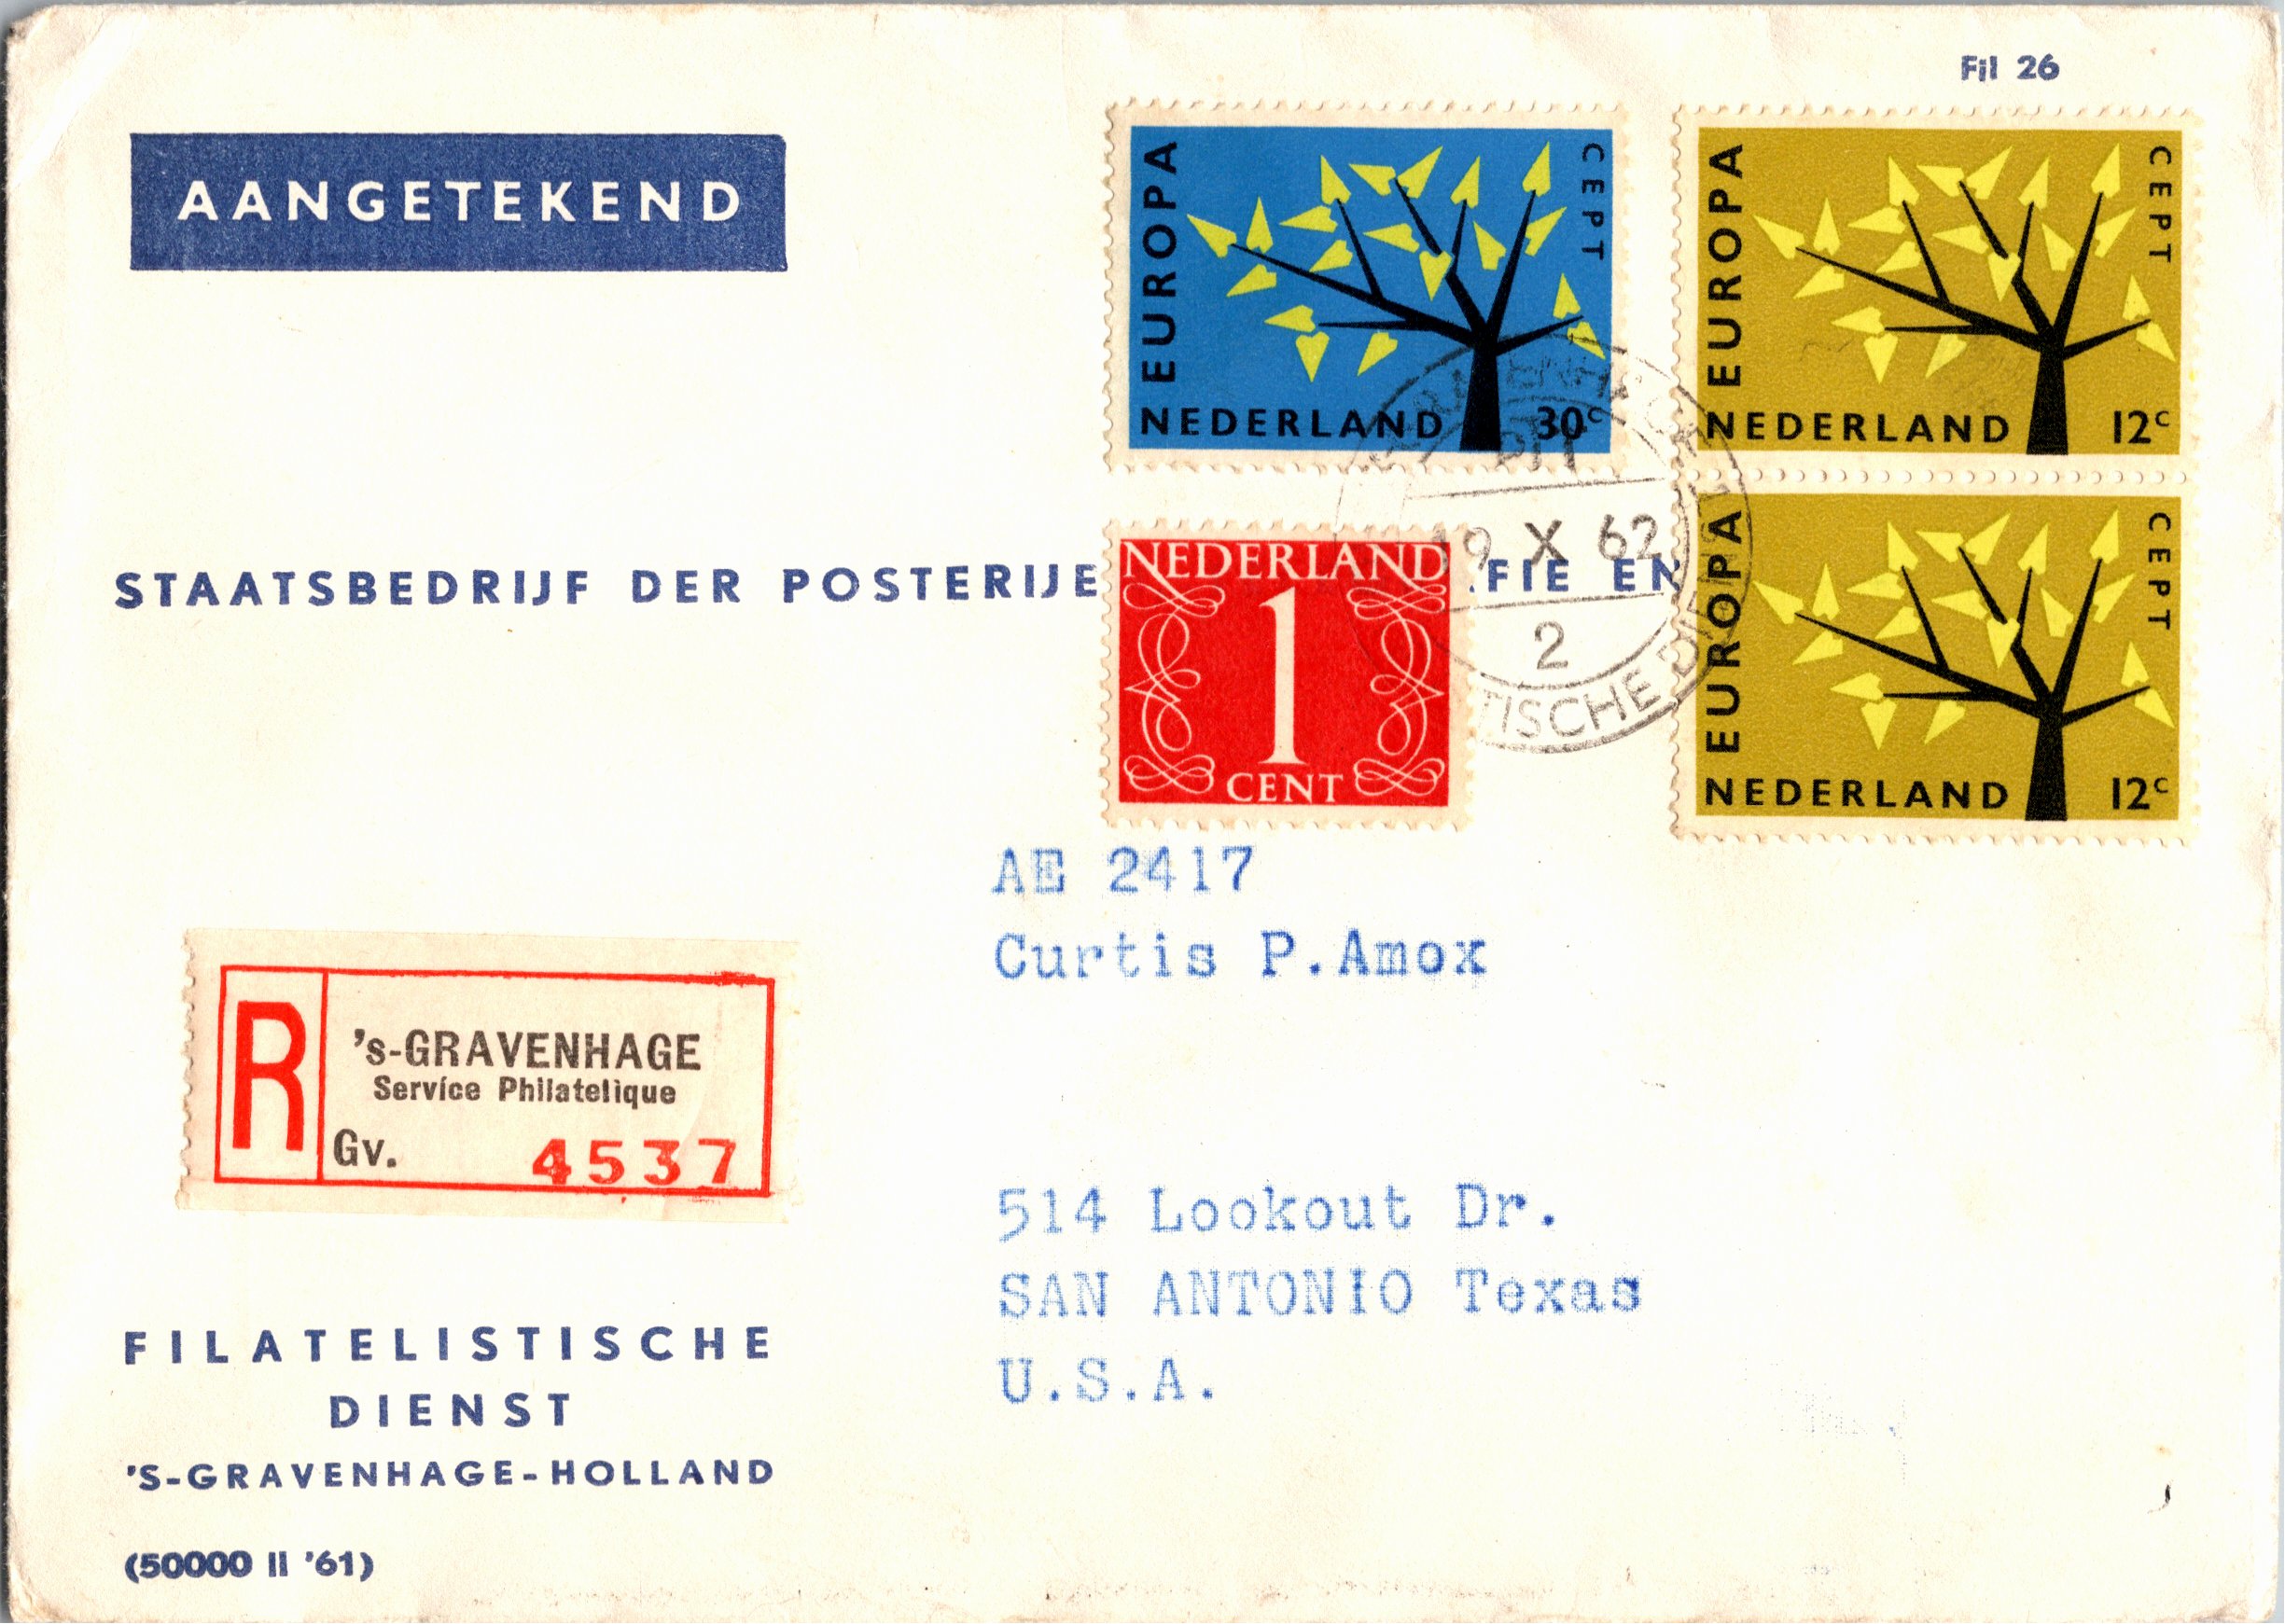 Fil 26
AANGETEKEND
EUROPA
CEPT
NEDERLAND 30c
EUROPA
CEPT
NEDERLAND 12c
EUROPA
CEPT
NEDERLAND 12c
19 X 62
2
TISCHE
STAATSBEDRIJF DER POSTERIJE FIE EN
NEDERLAND
1
CENT
AE 2417
Curtis P.Amox
514 Lookout Dr.
SAN ANTONIO Texas
U.S.A.
R
's-GRAVENHAGE
Service Philatelique
Gv. 4537
FILATELISTISCHE
DIENST
'S-GRAVENHAGE-HOLLAND
(50000 II '61)